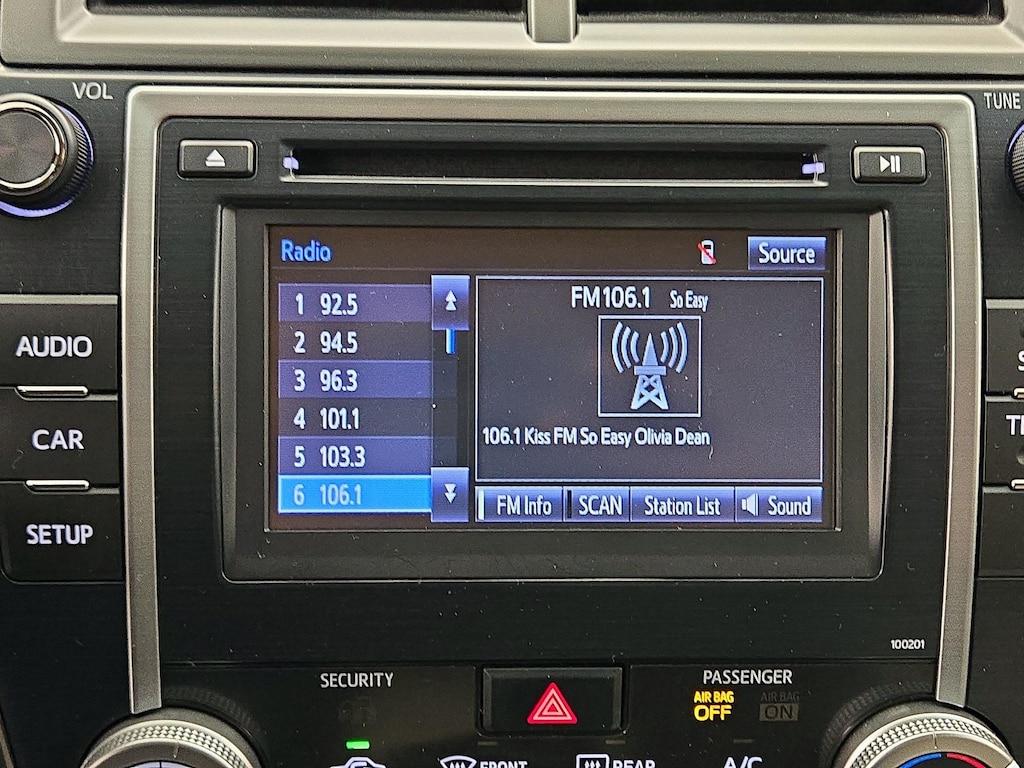 VOL
TUNE
Radio
Source
1 92.5
2 94.5
3 96.3
4 101.1
5 103.3
6 106.1
FM106.1 So Easy
106.1 Kiss FM So Easy Olivia Dean
FM Info
SCAN
Station List
Sound
AUDIO
CAR
SETUP
100201
SECURITY
PASSENGER
AIR BAG
OFF
AIR BAG
ON
FRONT
REAR
A/C